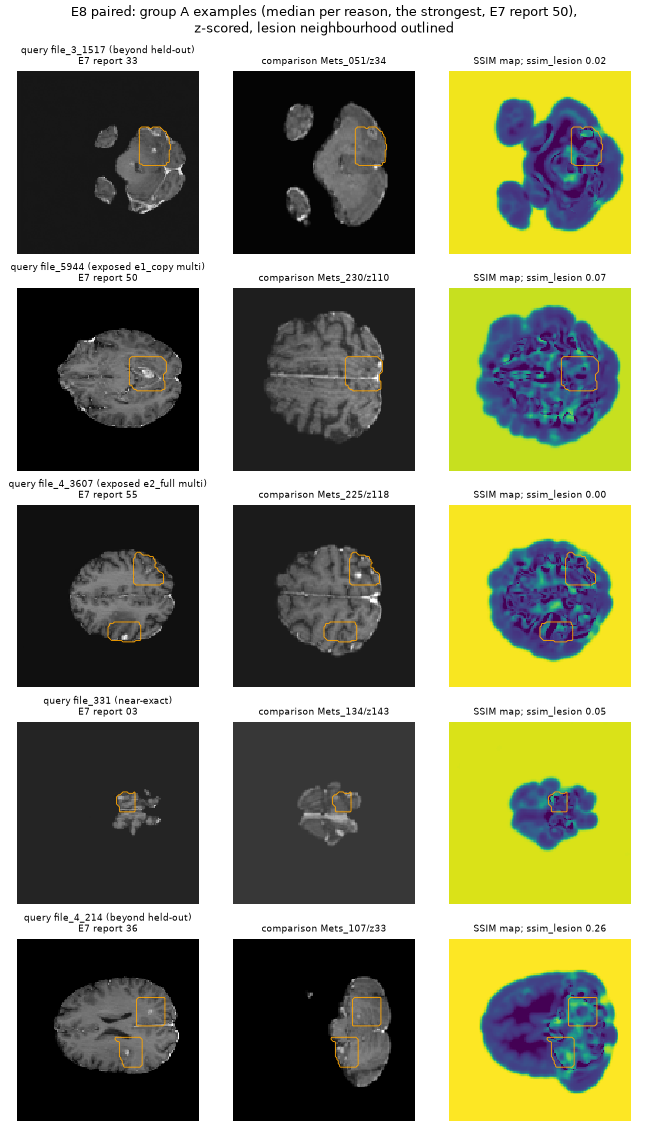 E8 paired: group A examples (median per reason, the strongest, E7 report 50),
z-scored, lesion neighbourhood outlined
query file_3_1517 (beyond held-out)
E7 report 33
comparison Mets_051/z34
SSIM map; ssim_lesion 0.02
query file_5944 (exposed e1_copy multi)
E7 report 50
comparison Mets_230/z110
SSIM map; ssim_lesion 0.07
query file_4_3607 (exposed e2_full multi)
E7 report 55
comparison Mets_225/z118
SSIM map; ssim_lesion 0.00
query file_331 (near-exact)
E7 report 03
comparison Mets_134/z143
SSIM map; ssim_lesion 0.05
query file_4_214 (beyond held-out)
E7 report 36
comparison Mets_107/z33
SSIM map; ssim_lesion 0.26